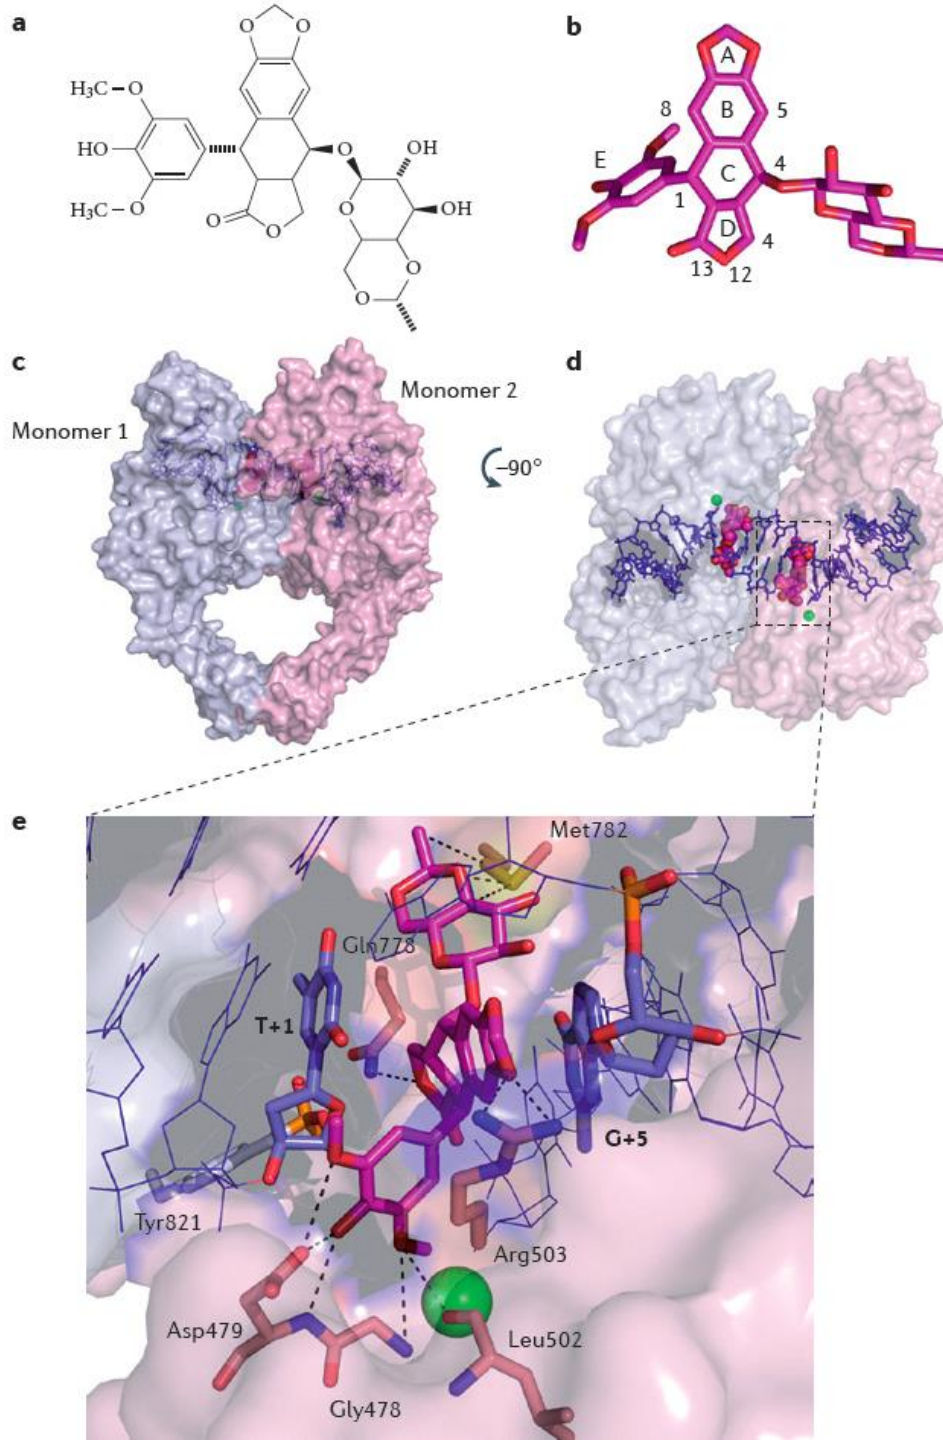 a
H₃C–O
HO
H₃C–O
O
O
O
O
O
O
OH
OH
O
O
O
b
A
B
C
D
E
8
5
4
1
4
13
12
c
Monomer 1
Monomer 2
–90°
d
e
Met782
Gln778
T+1
G+5
Tyr821
Arg503
Asp479
Leu502
Gly478